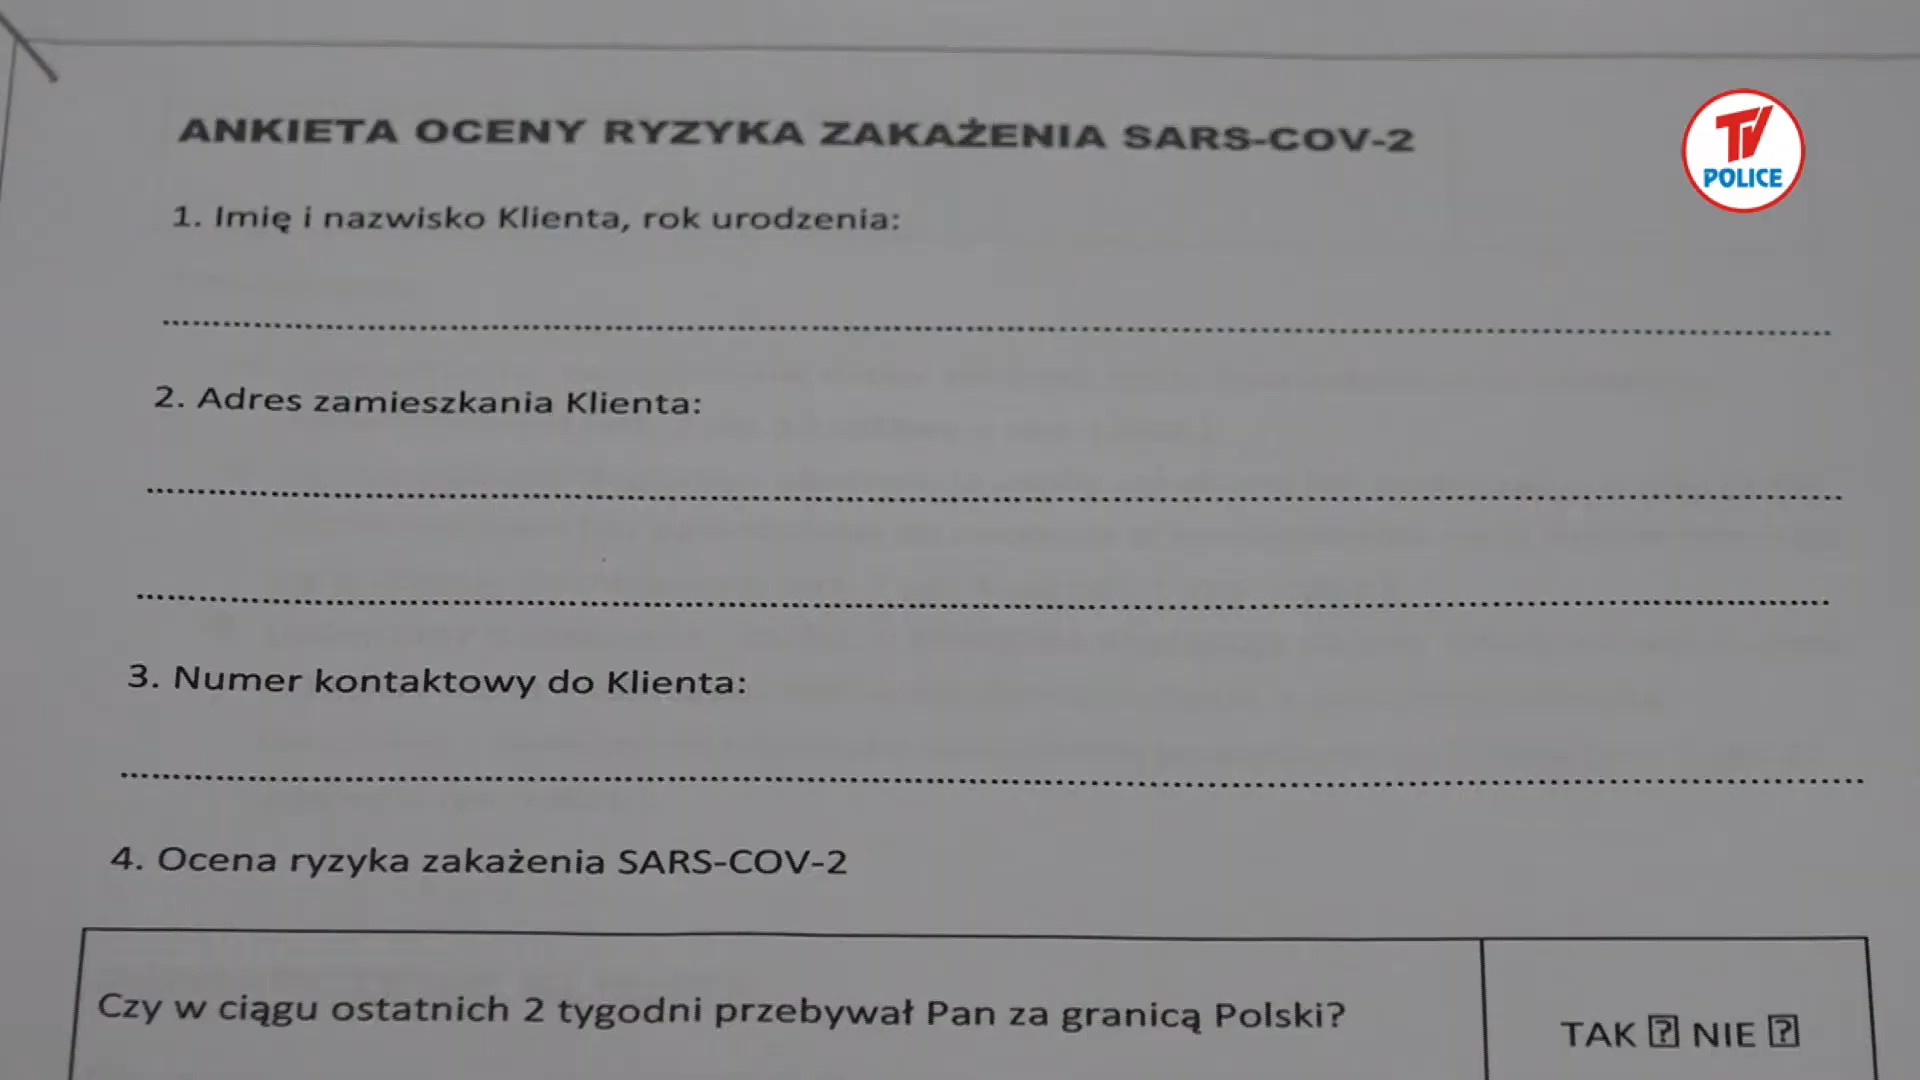 ANKIETA OCENY RYZYKA ZAKAŻENIA SARS-COV-2
TV
POLICE
1. Imię i nazwisko Klienta, rok urodzenia:
2. Adres zamieszkania Klienta:
3. Numer kontaktowy do Klienta:
4. Ocena ryzyka zakażenia SARS-COV-2
Czy w ciągu ostatnich 2 tygodni przebywał Pan za granicą Polski?
TAK ⍰ NIE ⍰